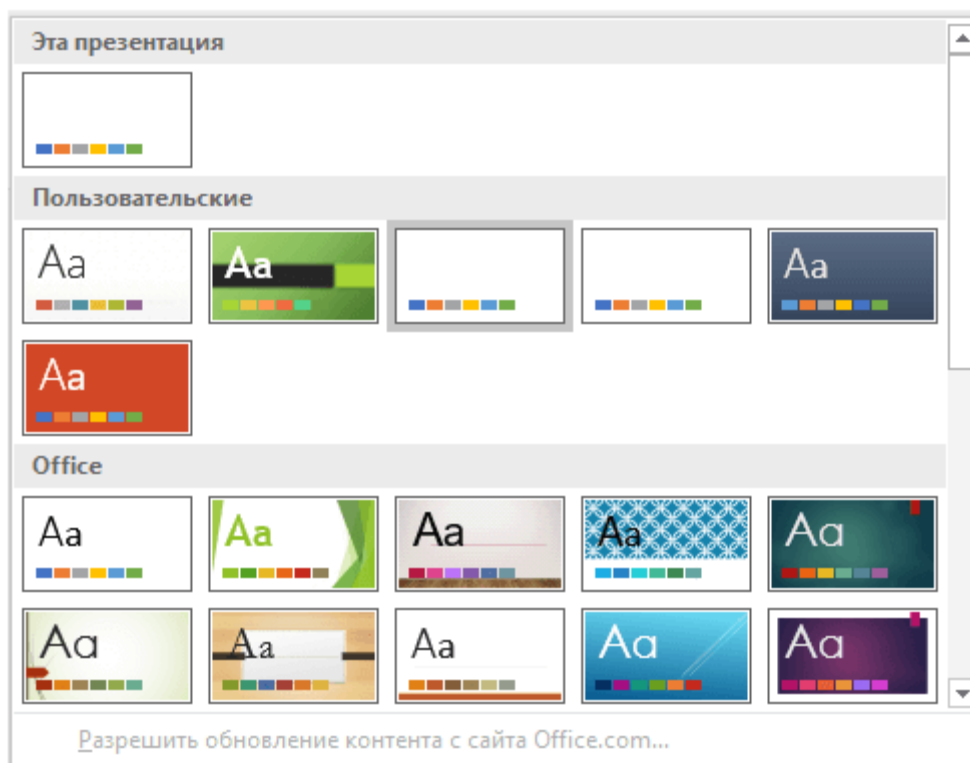 Эта презентация
Пользовательские
Aa Aa Aa
Aa
Office
Aa Aa Aa Aa Aa
Aa Aa Aa Aa Aa
Разрешить обновление контента с сайта Office.com...